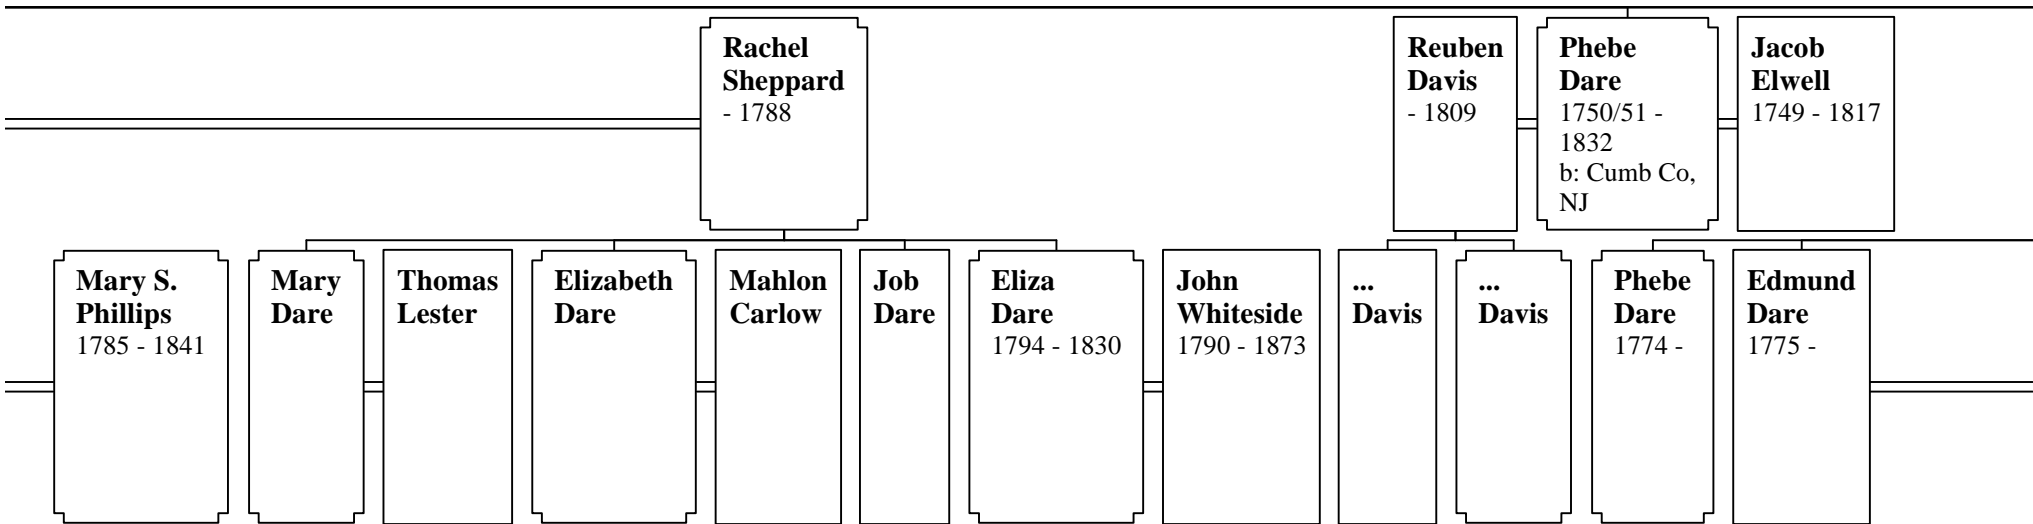 Rachel
Sheppard
- 1788
Reuben
Davis
- 1809
Phebe
Dare
1750/51 -
1832
b: Cumb Co,
NJ
Jacob
Elwell
1749 - 1817
Mary S.
Phillips
1785 - 1841
Mary
Dare
Thomas
Lester
Elizabeth
Dare
Mahlon
Carlow
Job
Dare
Eliza
Dare
1794 - 1830
John
Whiteside
1790 - 1873
...
Davis
...
Davis
Phebe
Dare
1774 -
Edmund
Dare
1775 -